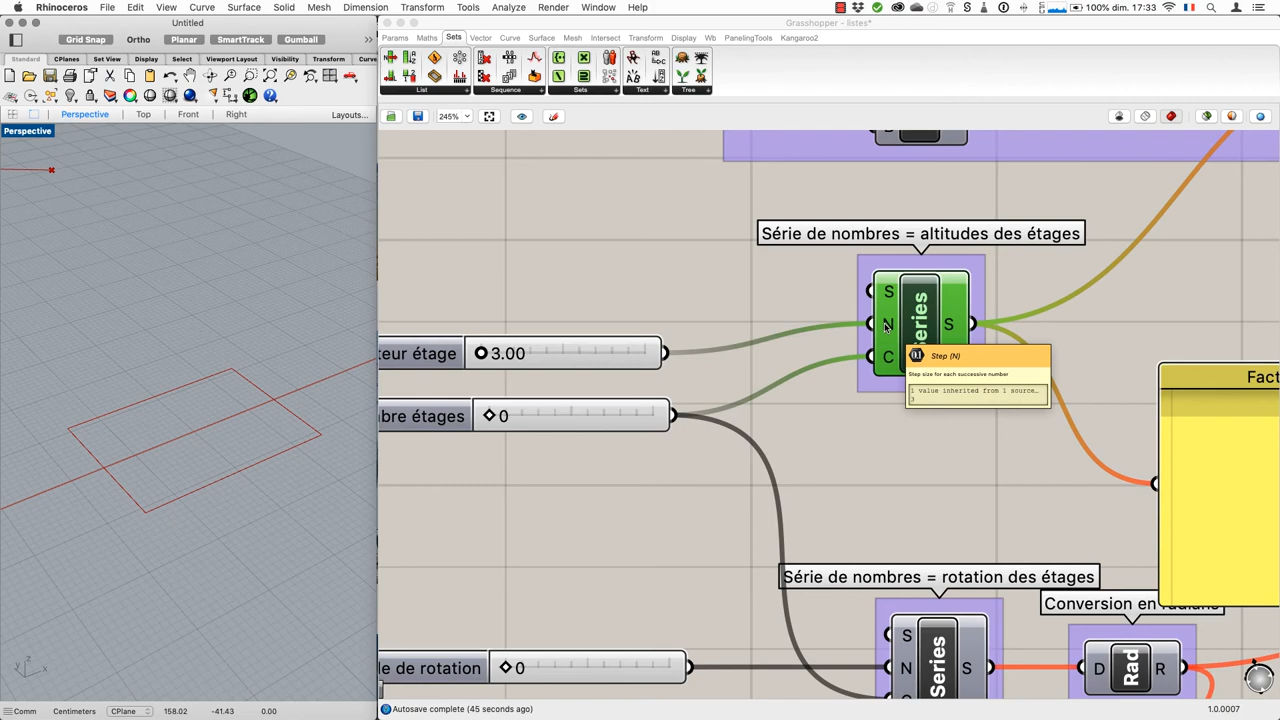 Rhinoceros File Edit View Curve Surface Solid Mesh Dimension Transform Tools Analyze Render Window Help
100% dim. 17:33
Untitled
Grasshopper - listes*
Grid Snap Ortho Planar SmartTrack Gumball
Standard CPlanes Set View Display Select Viewport Layout Visibility Transform Curve
Perspective Top Front Right Layouts...
Perspective
Params Maths Sets Vector Curve Surface Mesh Intersect Transform Display Wb PanelingTools Kangaroo2
List Sequence Sets Text Tree
245%
Série de nombres = altitudes des étages
S
N
C
Series
S
teur étage 3.00
bre étages 0
Step (N)
Step size for each successive number
1 value inherited from 1 source…
3
Fact
Série de nombres = rotation des étages
Conversion en radians
le de rotation 0
S
N
Series
S
D Rad R
z
y
x
Comm Centimeters CPlane 158.02 -41.43 0.00
Autosave complete (45 seconds ago)
1.0.0007